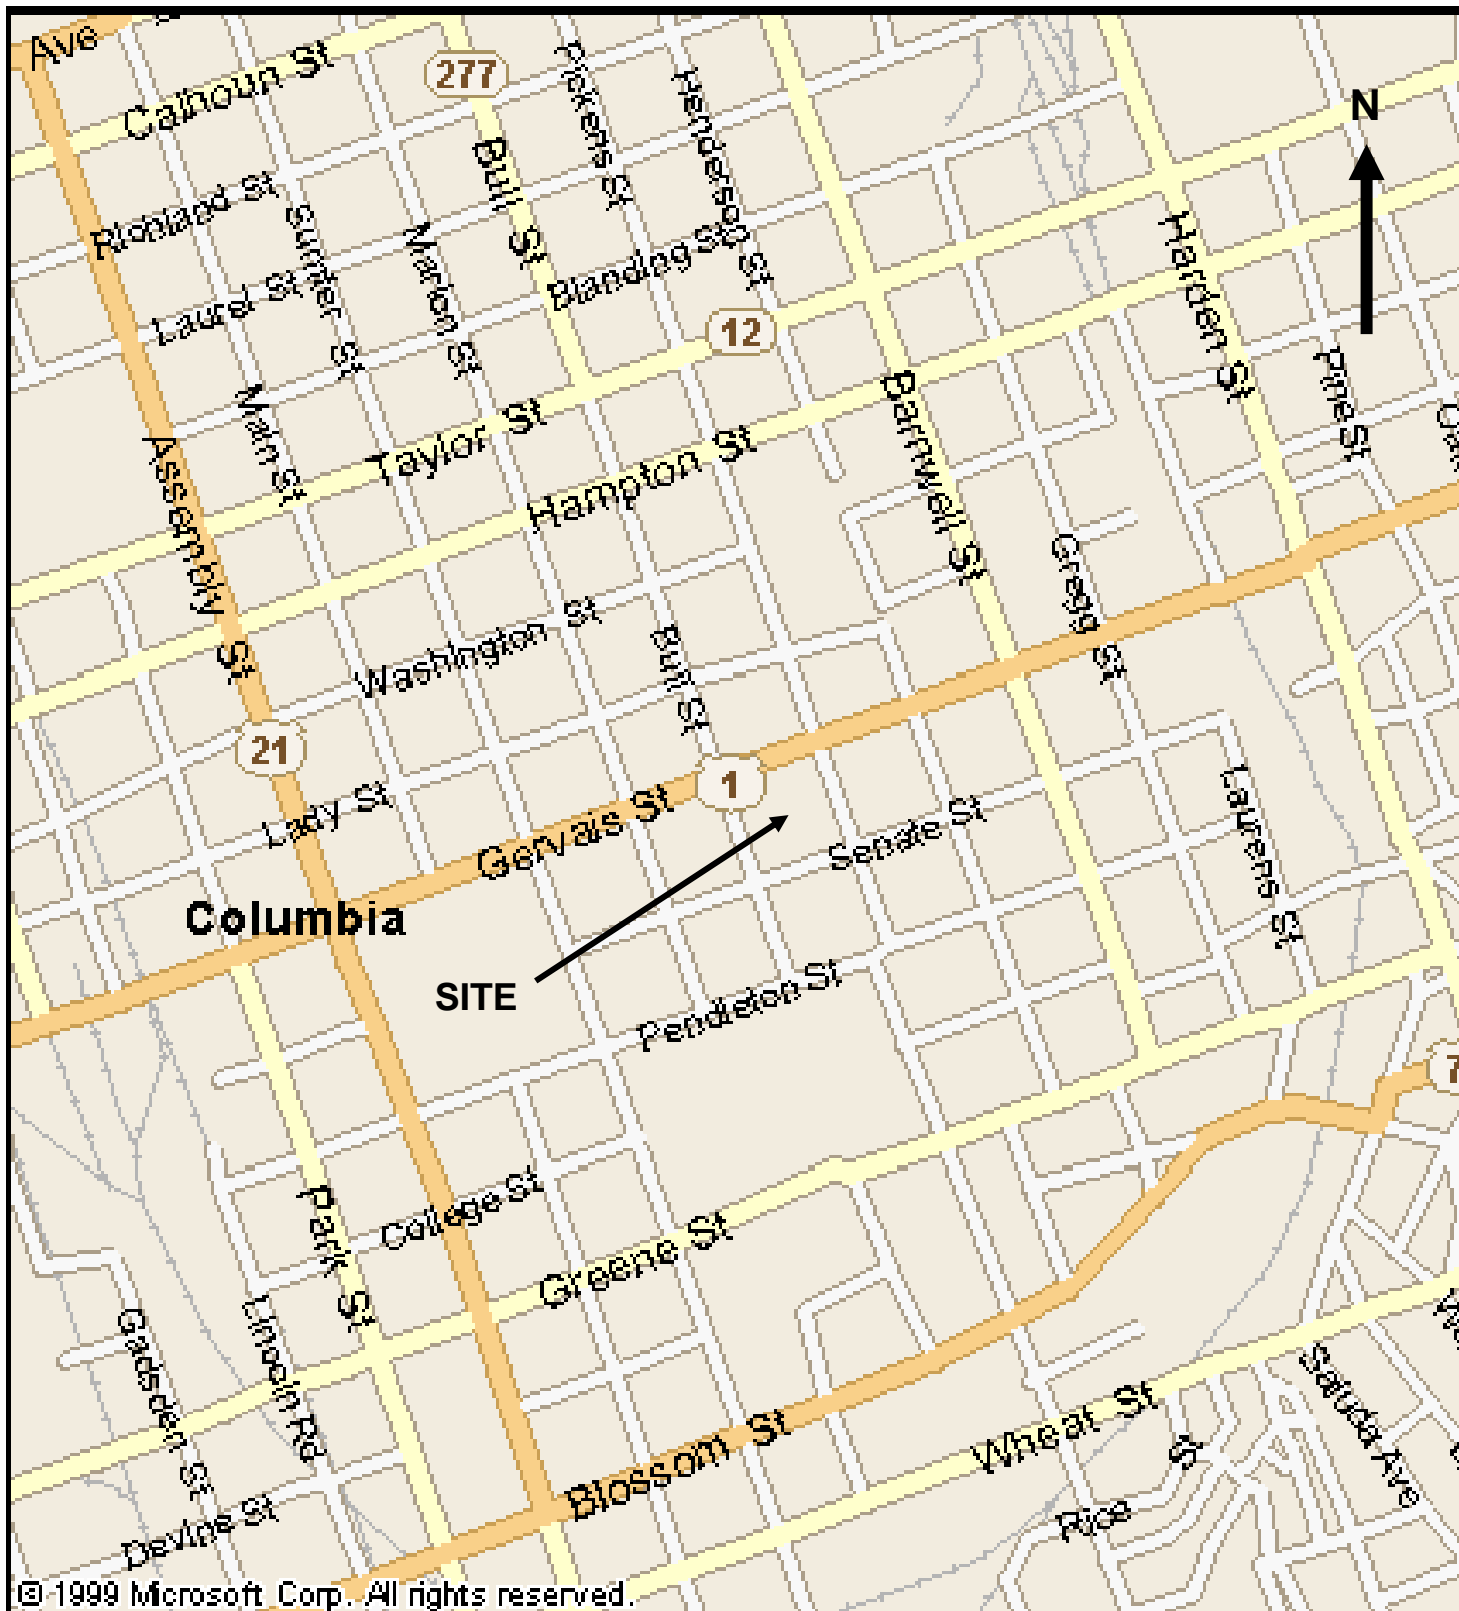 Ave
Calhoun St
277
Pickens St
Henderson St
N
Richland St
Sumter St
Marion St
Bull St
Blanding St
Laurel St
12
Harden St
Main St
Pine St
Assembly St
Taylor St
Hampton St
Barnwell St
Gregg St
Washington St
Bull St
21
1
Lady St
Gervais St
Senate St
Laurens St
Columbia
SITE
Pendleton St
7
Park St
College St
Greene St
Gadsden St
Lincoln Rd
Saluda Ave
Wheat St
St
Blossom St
Rice
Devine St
© 1999 Microsoft Corp. All rights reserved.